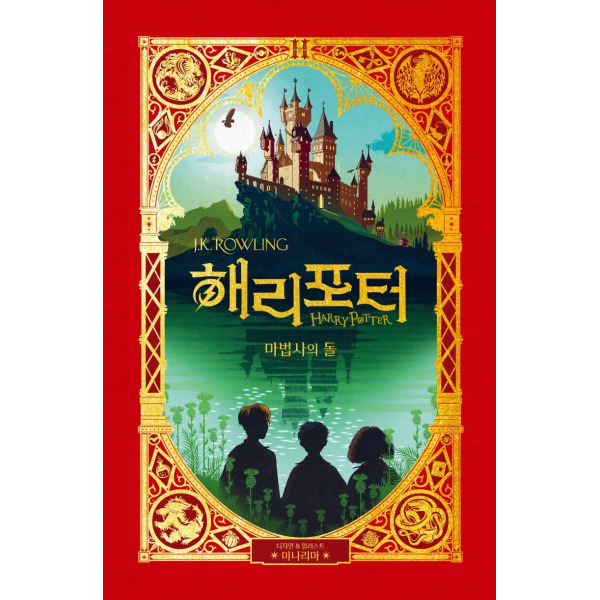 J.K. ROWLING
해리포터
HARRY POTTER
마법사의 돌
디자인 & 일러스트
미나리마